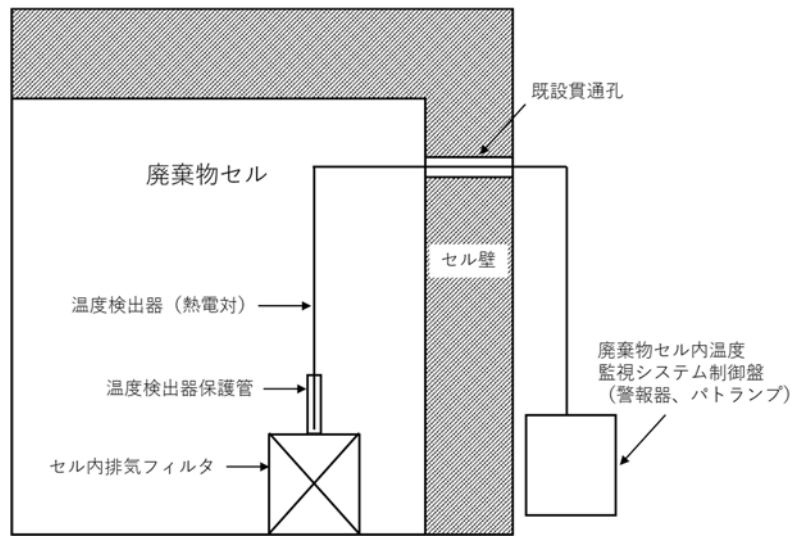 既設貫通孔
廃棄物セル
セル壁
温度検出器（熱電対）
廃棄物セル内温度
監視システム制御盤
（警報器、パトランプ）
温度検出器保護管
セル内排気フィルタ